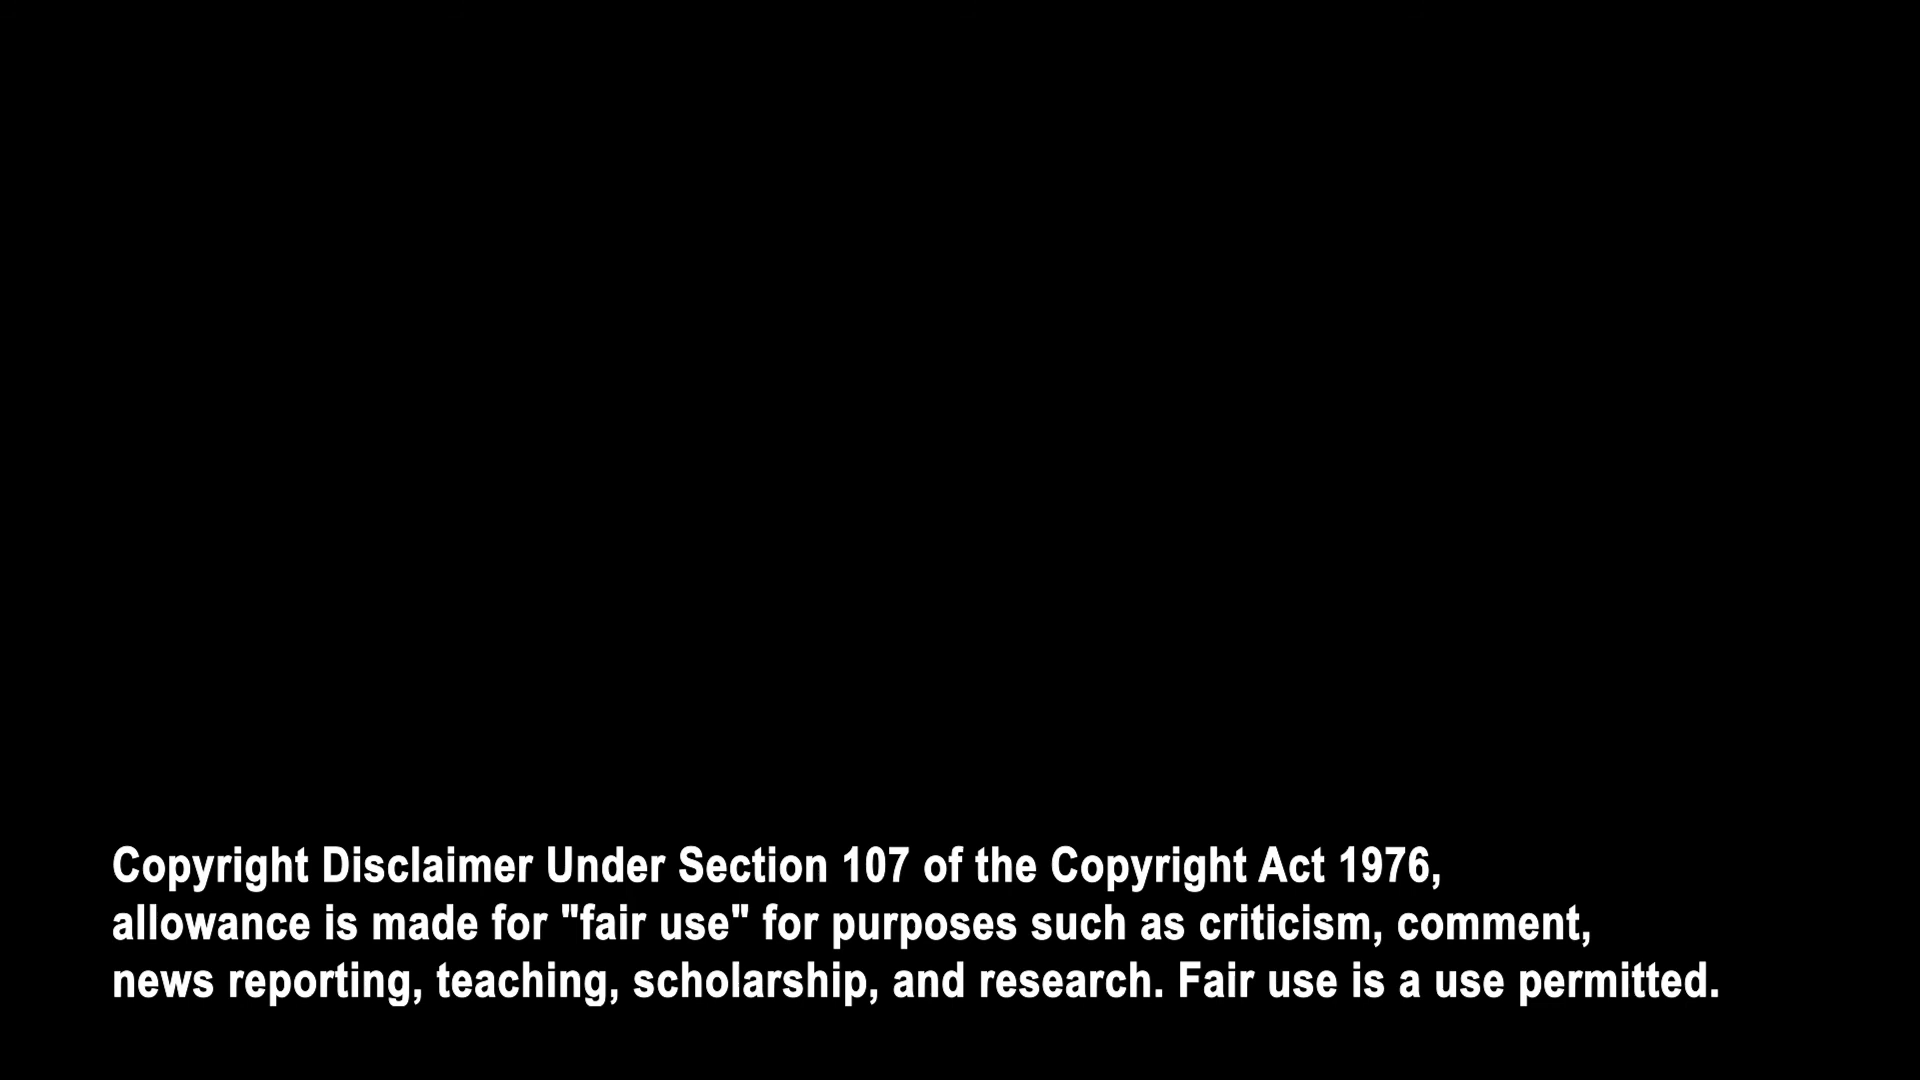 Copyright Disclaimer Under Section 107 of the Copyright Act 1976,
allowance is made for "fair use" for purposes such as criticism, comment,
news reporting, teaching, scholarship, and research. Fair use is a use permitted.